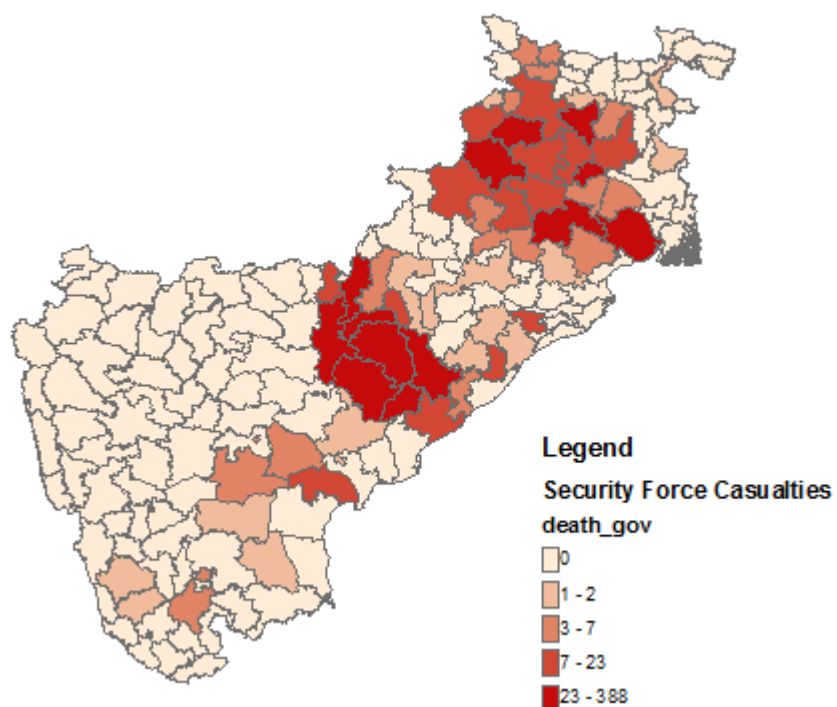 Legend
Security Force Casualties
death_gov
0
1 - 2
3 - 7
7 - 23
23 - 388